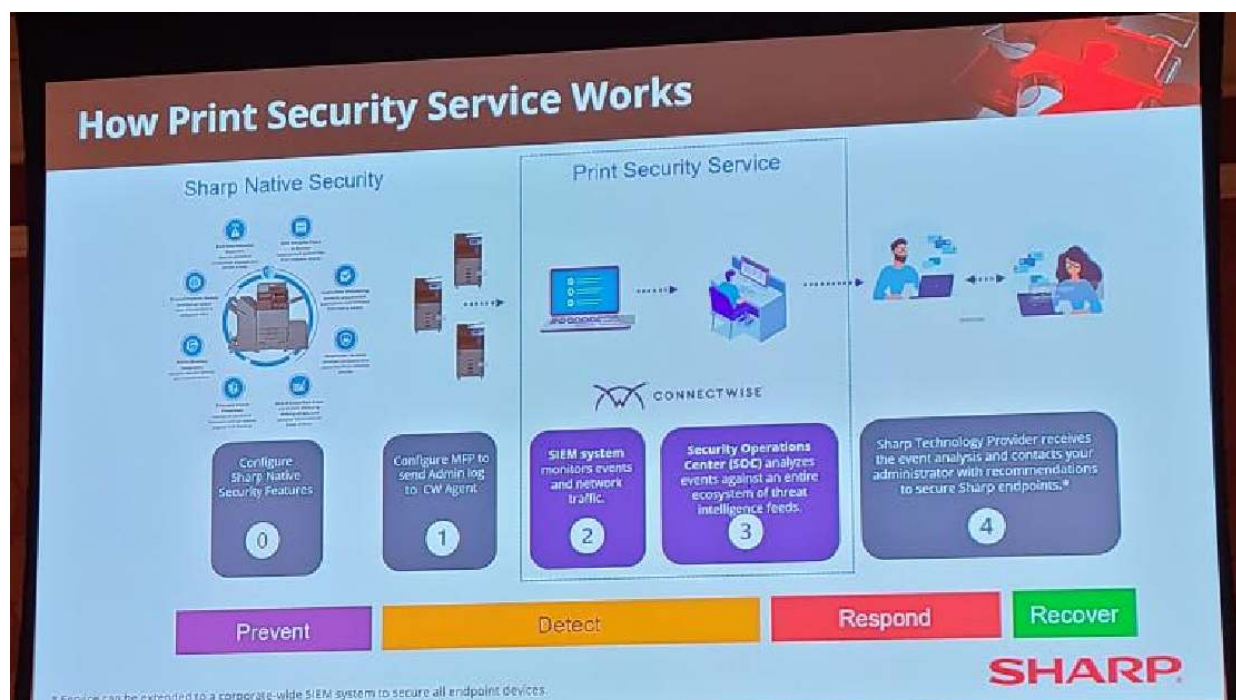 How Print Security Service Works
Sharp Native Security
Print Security Service
CONNECTWISE
Configure
Sharp Native
Security Features
0
Configure MFP to
send Admin log
to CW Agent
1
SIEM system
monitors events
and network
traffic.
2
Security Operations
Center (SOC) analyzes
events against an entire
ecosystem of threat
intelligence feeds.
3
Sharp Technology Provider receives
the event analysis and contacts your
administrator with recommendations
to secure Sharp endpoints.*
4
Prevent
Detect
Respond
Recover
SHARP
* Service can be extended to a corporate-wide SIEM system to secure all endpoint devices.